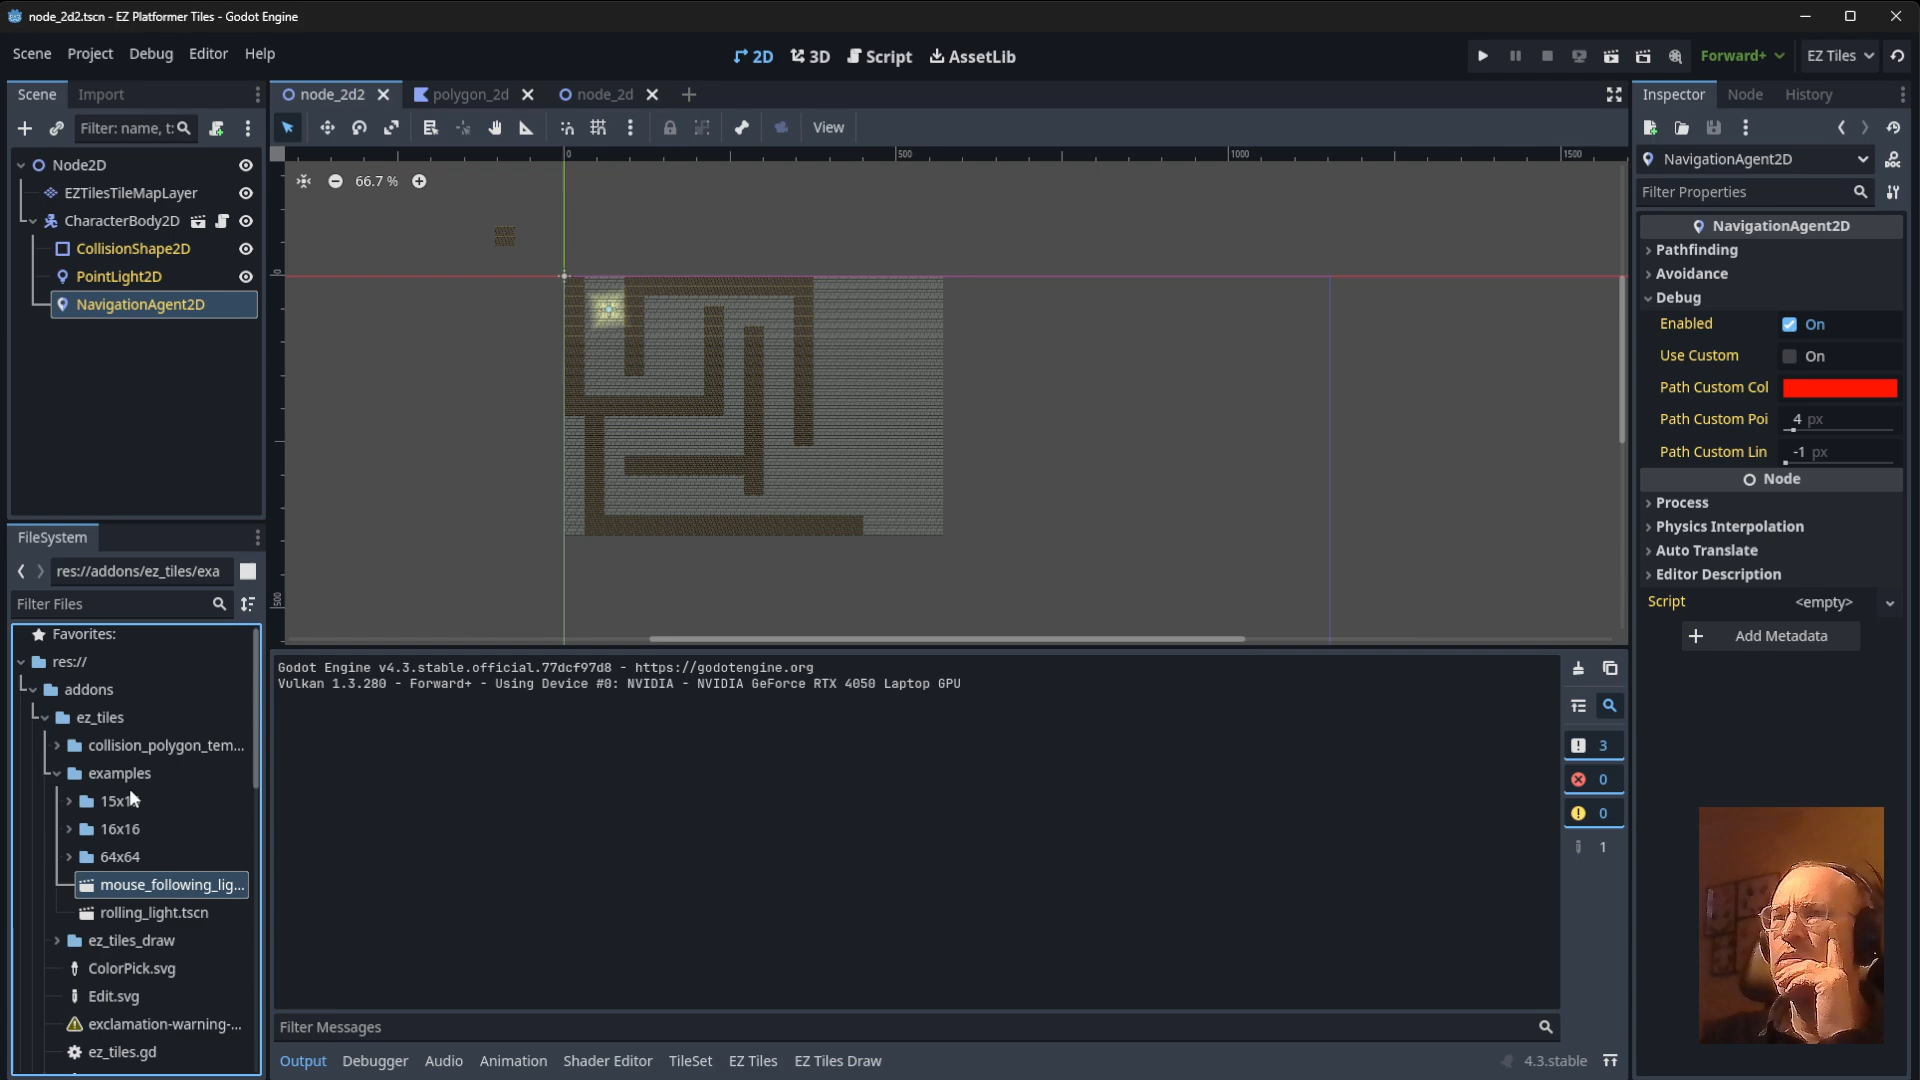 node_2d2.tscn - EZ Platformer Tiles - Godot Engine
Scene Project Debug Editor Help
2D 3D Script AssetLib
Forward+ EZ Tiles
Scene Import
Filter: name, t:
Node2D
EZTilesTileMapLayer
CharacterBody2D
CollisionShape2D
PointLight2D
NavigationAgent2D
node_2d2 polygon_2d node_2d
View
0 500 1000 1500
66.7 %
0
500
FileSystem
res://addons/ez_tiles/exa
Filter Files
Favorites:
res://
addons
ez_tiles
collision_polygon_tem...
examples
16x16
64x64
mouse_following_lig...
rolling_light.tscn
ez_tiles_draw
ColorPick.svg
Edit.svg
exclamation-warning-...
ez_tiles.gd
Godot Engine v4.3.stable.official.77dcf97d8 - https://godotengine.org
Vulkan 1.3.280 - Forward+ - Using Device #0: NVIDIA - NVIDIA GeForce RTX 4050 Laptop GPU
3
0
0
1
Filter Messages
Output Debugger Audio Animation Shader Editor TileSet EZ Tiles EZ Tiles Draw
4.3.stable
Inspector Node History
NavigationAgent2D
Filter Properties
NavigationAgent2D
Pathfinding
Avoidance
Debug
Enabled On
Use Custom On
Path Custom Col
Path Custom Poi 4 px
Path Custom Lin -1 px
Node
Process
Physics Interpolation
Auto Translate
Editor Description
Script <empty>
Add Metadata